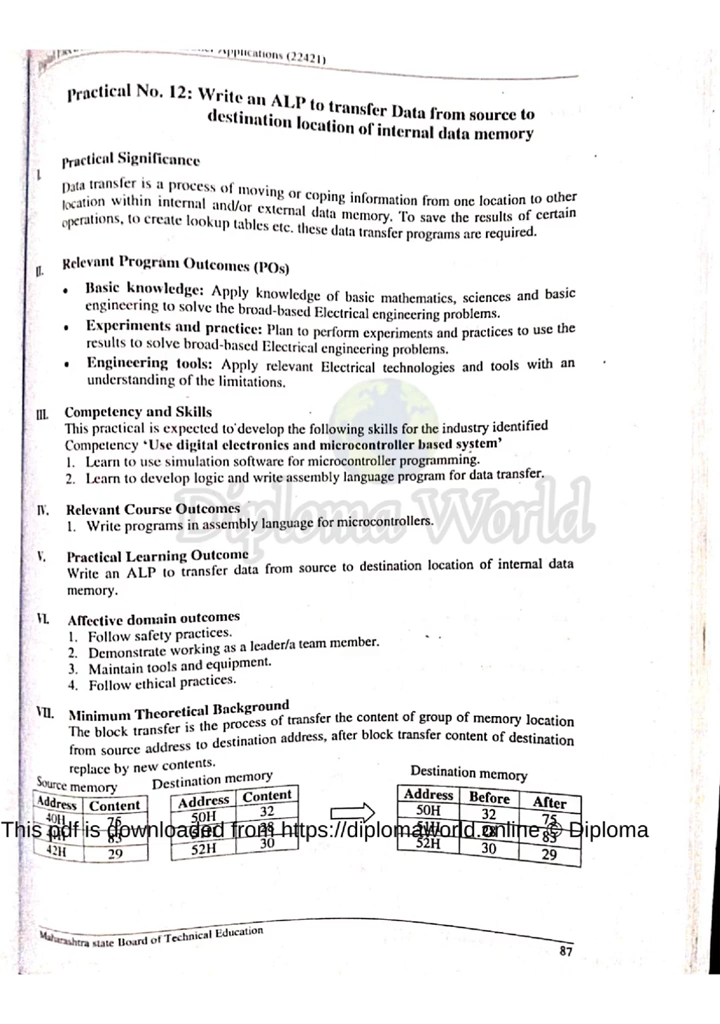 Applications (22421)
Practical No. 12: Write an ALP to transfer Data from source to
destination location of internal data memory
I. Practical Significance
Data transfer is a process of moving or coping information from one location to other
location within internal and/or external data memory. To save the results of certain
operations, to create lookup tables etc. these data transfer programs are required.
II. Relevant Program Outcomes (POs)
• Basic knowledge: Apply knowledge of basic mathematics, sciences and basic
engineering to solve the broad-based Electrical engineering problems.
• Experiments and practice: Plan to perform experiments and practices to use the
results to solve broad-based Electrical engineering problems.
• Engineering tools: Apply relevant Electrical technologies and tools with an
understanding of the limitations.
III. Competency and Skills
This practical is expected to develop the following skills for the industry identified
Competency ‘Use digital electronics and microcontroller based system’
1. Learn to use simulation software for microcontroller programming.
2. Learn to develop logic and write assembly language program for data transfer.
Diploma World
IV. Relevant Course Outcomes
1. Write programs in assembly language for microcontrollers.
V. Practical Learning Outcome
Write an ALP to transfer data from source to destination location of internal data
memory.
VI. Affective domain outcomes
1. Follow safety practices.
2. Demonstrate working as a leader/a team member.
3. Maintain tools and equipment.
4. Follow ethical practices.
VII. Minimum Theoretical Background
The block transfer is the process of transfer the content of group of memory location
from source address to destination address, after block transfer content of destination
replace by new contents.
Source memory Destination memory Destination memory
Address Content Address Content Address Before After
40H 50H 32 50H 32 75
This pdf is downloaded from https://diplomaworld.online © Diploma
85 85
42H 29 52H 30 52H 30 29
Maharashtra state Board of Technical Education
87